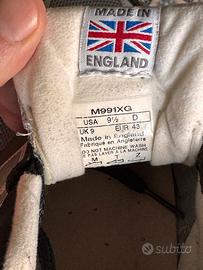 MADE IN
ENGLAND
M991XG
USA 9½ D
UK 9 EUR 43
Made in England
Fabriqué en Angleterre
DO NOT MACHINE WASH
NE PAS LAVER A LA MACHINE
M T Z
subito